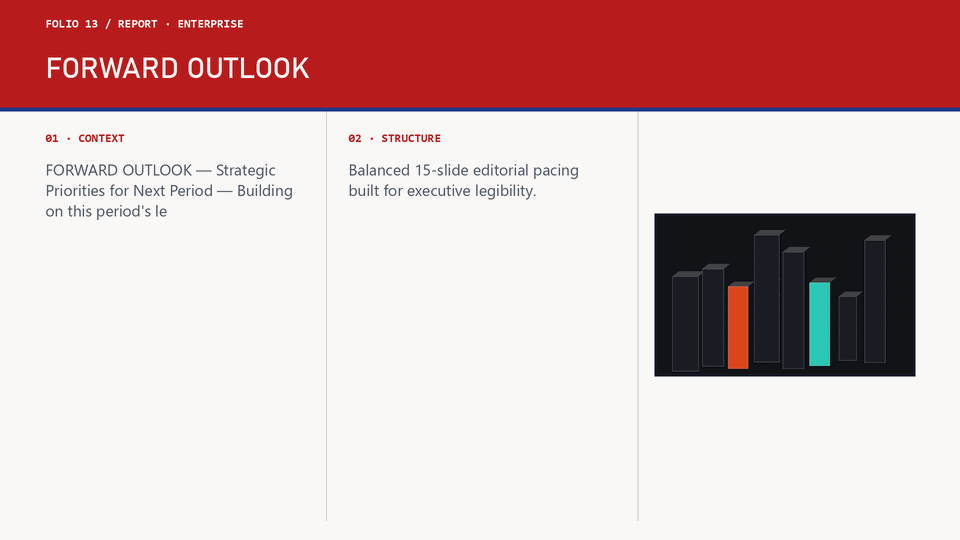 FOLIO 13 / REPORT · ENTERPRISE
FORWARD OUTLOOK
01 · CONTEXT
FORWARD OUTLOOK — Strategic
Priorities for Next Period — Building
on this period's le
02 · STRUCTURE
Balanced 15-slide editorial pacing
built for executive legibility.